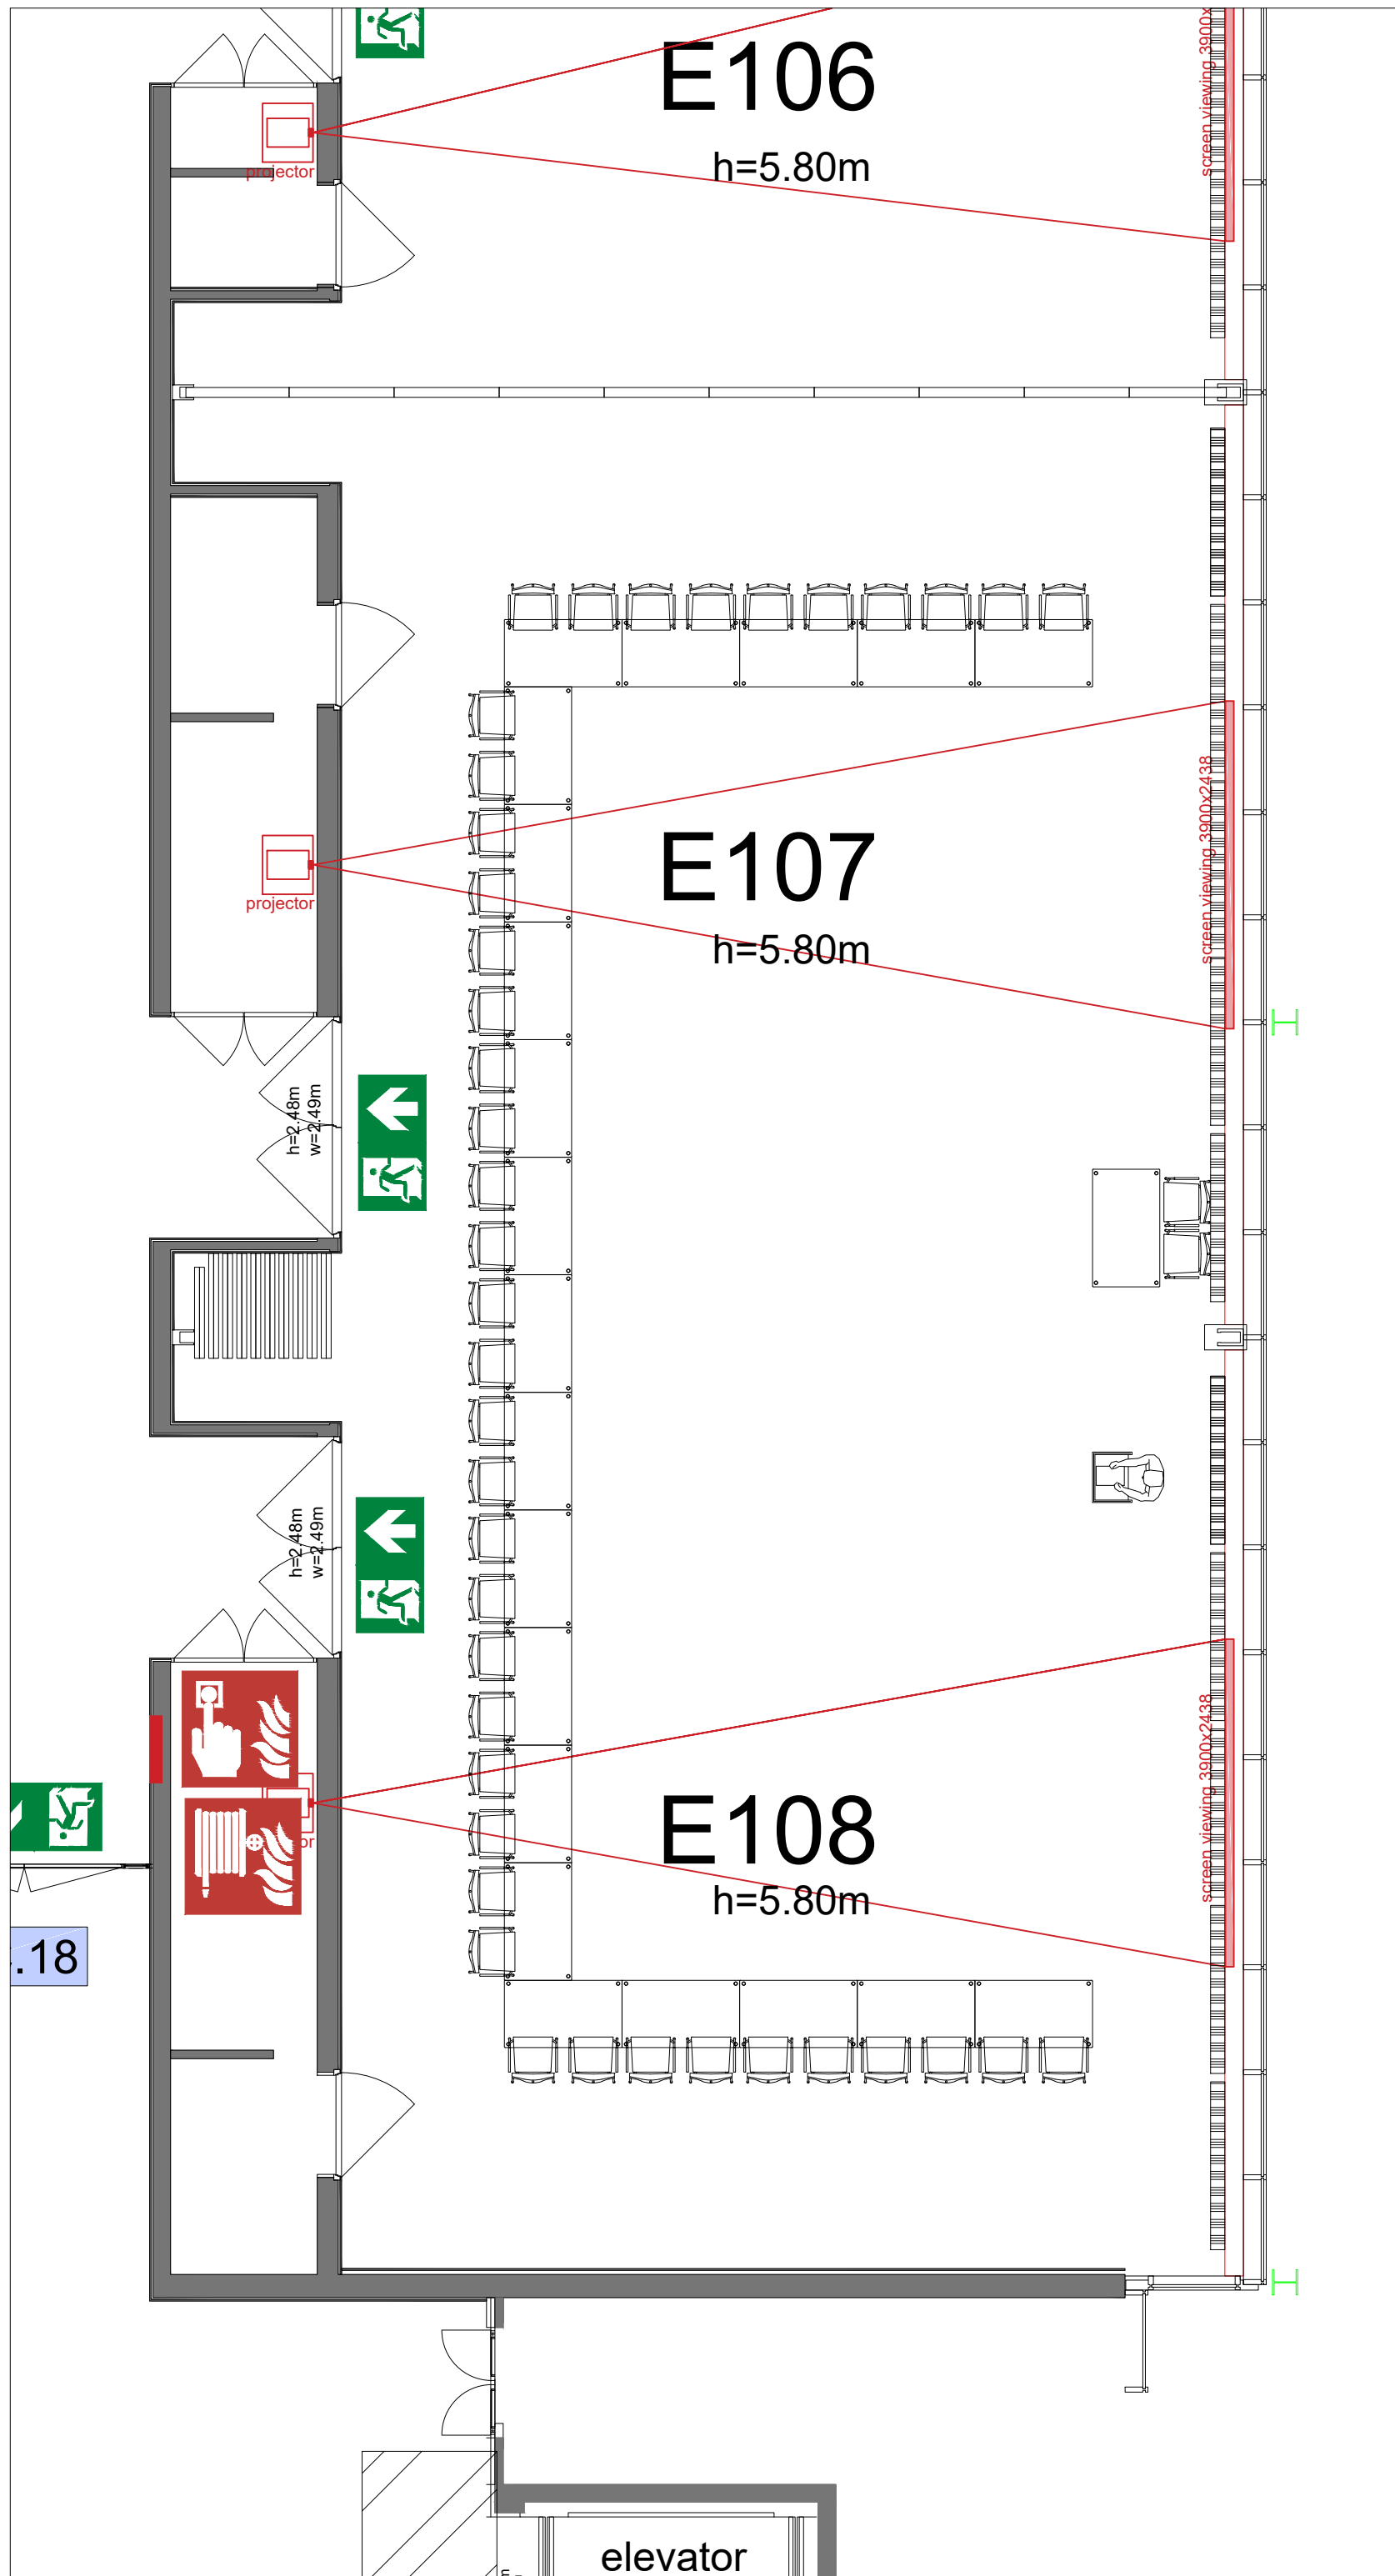 E106
h=5.80m
screen viewing 3900x
projector
E107
h=5.80m
screen viewing 3900x2438
projector
h=2.48m
w=2.49m
h=2.48m
w=2.49m
E108
h=5.80m
screen viewing 3900x2438
.18
elevator